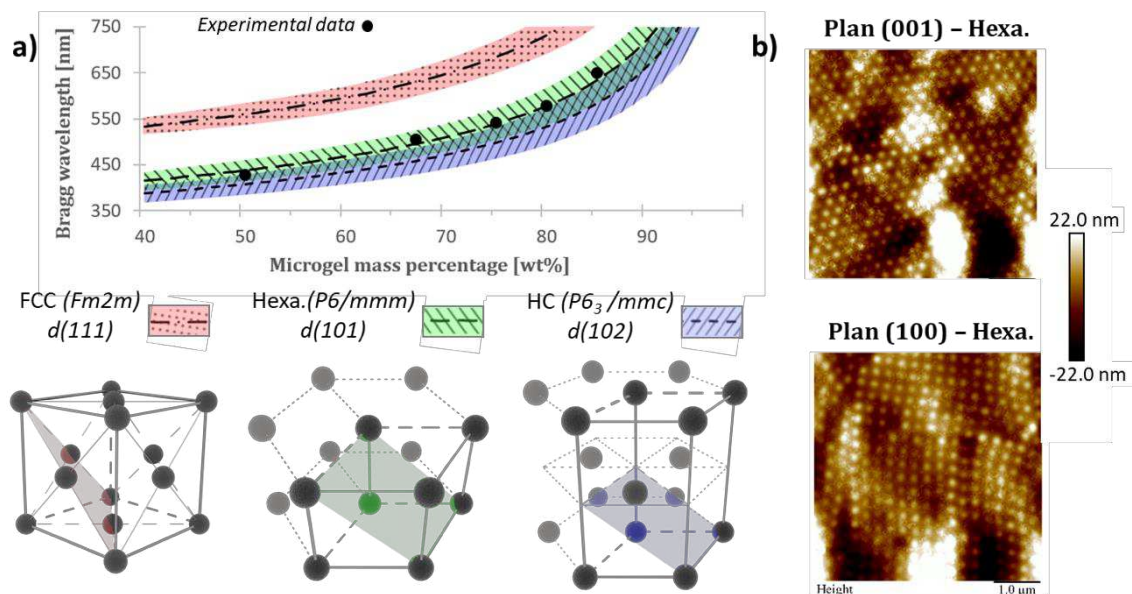 a)
Experimental data
Bragg wavelength [nm]
750
650
550
450
350
40
50
60
70
80
90
Microgel mass percentage [wt%]
FCC (Fm2m)
d(111)
Hexa.(P6/mmm)
d(101)
HC (P6₃ /mmc)
d(102)
b)
Plan (001) – Hexa.
22.0 nm
-22.0 nm
Plan (100) – Hexa.
Height
1.0 µm